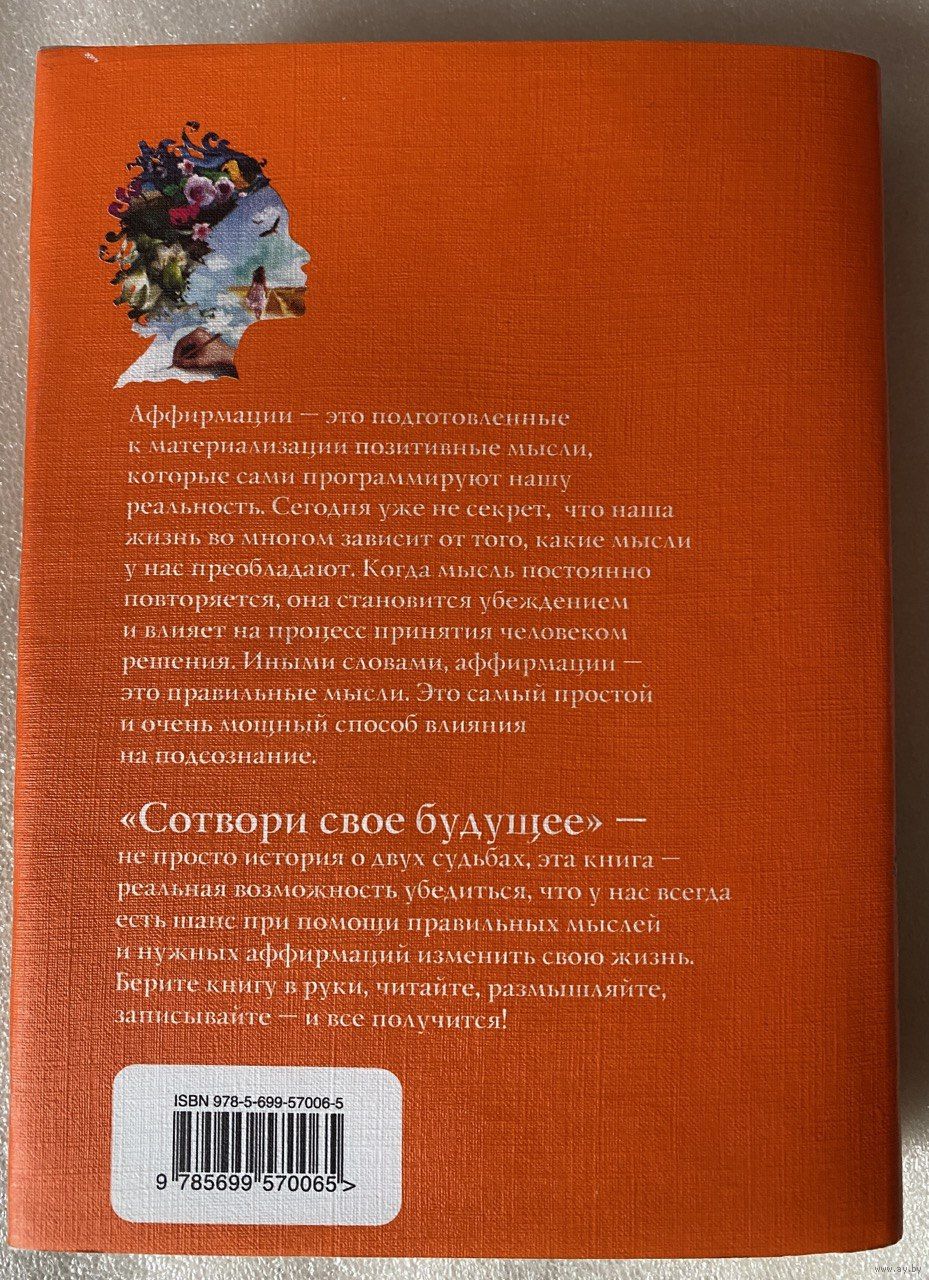 Аффирмации — это подготовленные
к материализации позитивные мысли,
которые сами программируют нашу
реальность. Сегодня уже не секрет, что наша
жизнь во многом зависит от того, какие мысли
у нас преобладают. Когда мысль постоянно
повторяется, она становится убеждением
и влияет на процесс принятия человеком
решения. Иными словами, аффирмации —
это правильные мысли. Это самый простой
и очень мощный способ влияния
на подсознание.
«Сотвори свое будущее» —
не просто история о двух судьбах, эта книга —
реальная возможность убедиться, что у нас всегда
есть шанс при помощи правильных мыслей
и нужных аффирмаций изменить свою жизнь.
Берите книгу в руки, читайте, размышляйте,
записывайте — и все получится!
ISBN 978-5-699-57006-5
9 785699 570065 >
www.ay.by